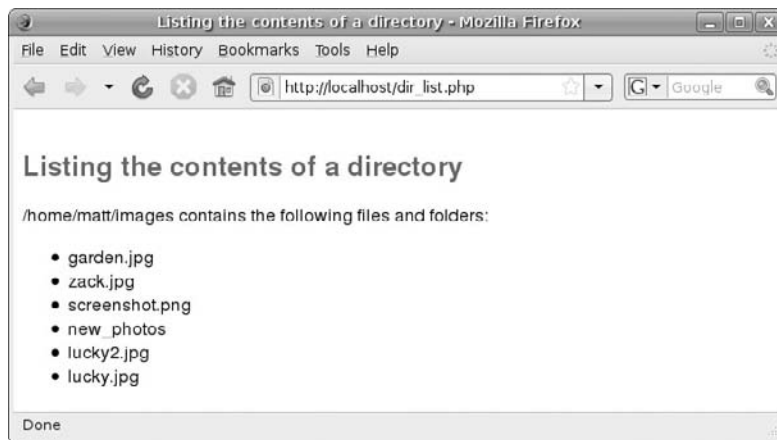 Listing the contents of a directory - Mozilla Firefox
File Edit View History Bookmarks Tools Help
http://localhost/dir_list.php G Google
Listing the contents of a directory
/home/matt/images contains the following files and folders:
garden.jpg
zack.jpg
screenshot.png
new_photos
lucky2.jpg
lucky.jpg
Done